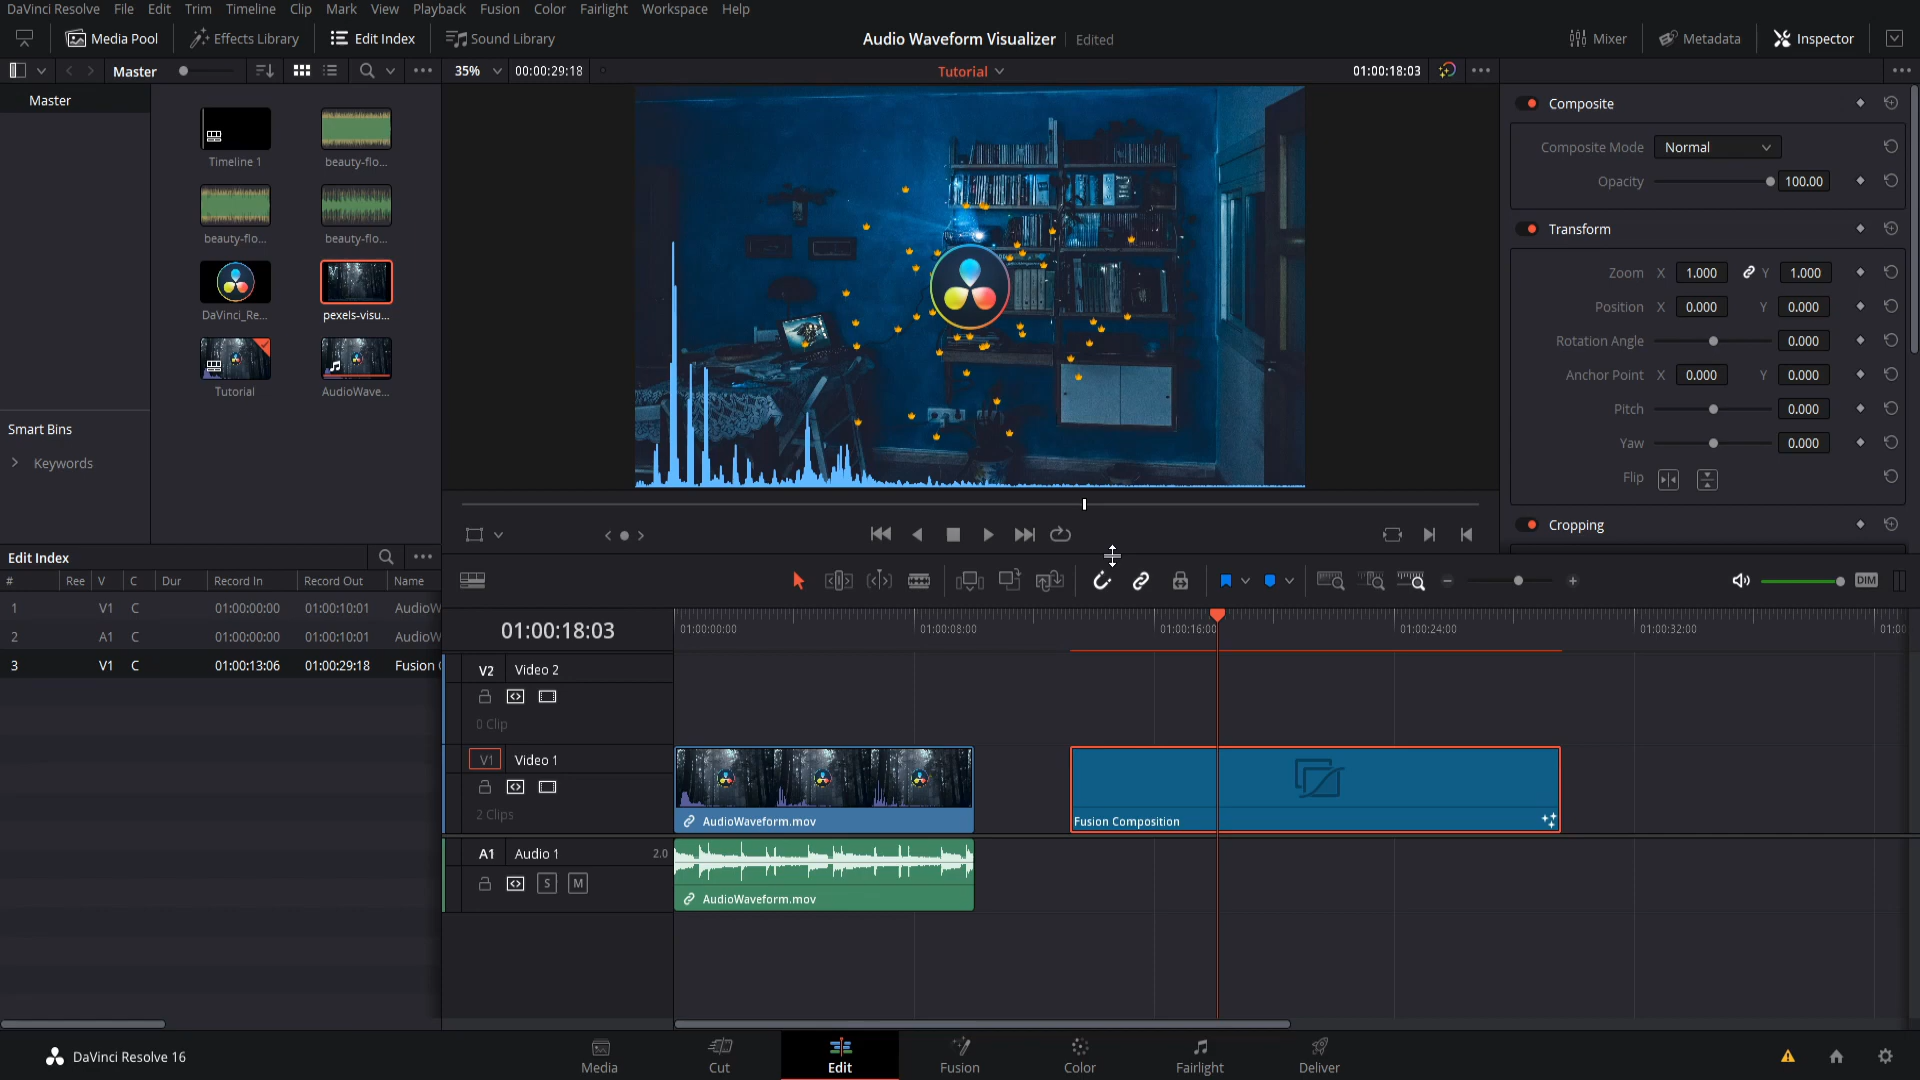 DaVinci Resolve File Edit Trim Timeline Clip Mark View Playback Fusion Color Fairlight Workspace Help
Media Pool Effects Library Edit Index Sound Library Audio Waveform Visualizer Edited Mixer Metadata Inspector
Master 35% 00:00:29:18 Tutorial 01:00:18:03
Master
Timeline 1 beauty-flo...
beauty-flo... beauty-flo...
DaVinci_Re... pexels-visu...
Tutorial AudioWave...
Smart Bins
Keywords
Composite
Composite Mode Normal
Opacity 100.00
Transform
Zoom X 1.000 Y 1.000
Position X 0.000 Y 0.000
Rotation Angle 0.000
Anchor Point X 0.000 Y 0.000
Pitch 0.000
Yaw 0.000
Flip
Cropping
Edit Index
# Ree V C Dur Record In Record Out Name
1 V1 C 01:00:00:00 01:00:10:01 AudioW
2 A1 C 01:00:00:00 01:00:10:01 AudioW
3 V1 C 01:00:13:06 01:00:29:18 Fusion
DIM
01:00:18:03
01:00:00:00 01:00:08:00 01:00:16:00 01:00:24:00 01:00:32:00 01:00
V2 Video 2
0 Clip
V1 Video 1
2 Clips
AudioWaveform.mov
Fusion Composition
A1 Audio 1 2.0
S M
AudioWaveform.mov
DaVinci Resolve 16
Media Cut Edit Fusion Color Fairlight Deliver